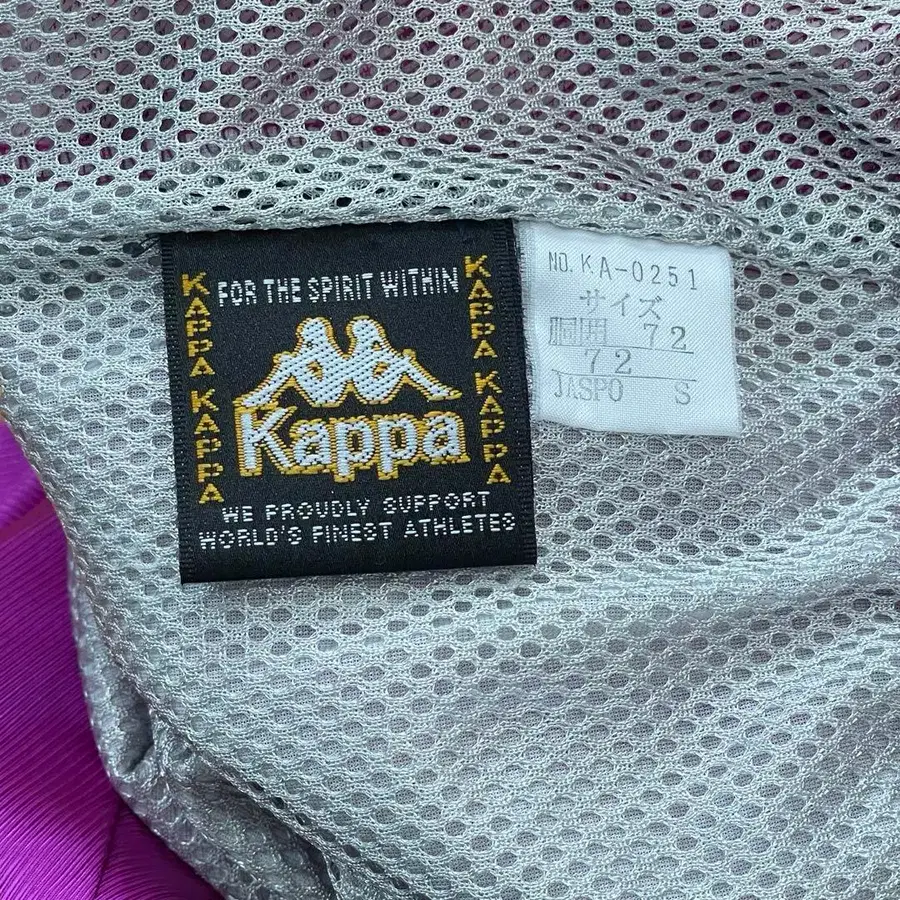 FOR THE SPIRIT WITHIN
KAPPA KAPPA
KAPPA KAPPA
Kappa
WE PROUDLY SUPPORT
WORLD'S FINEST ATHLETES
NO. KA-0251
サイズ
胴囲 72
72
JASPO S